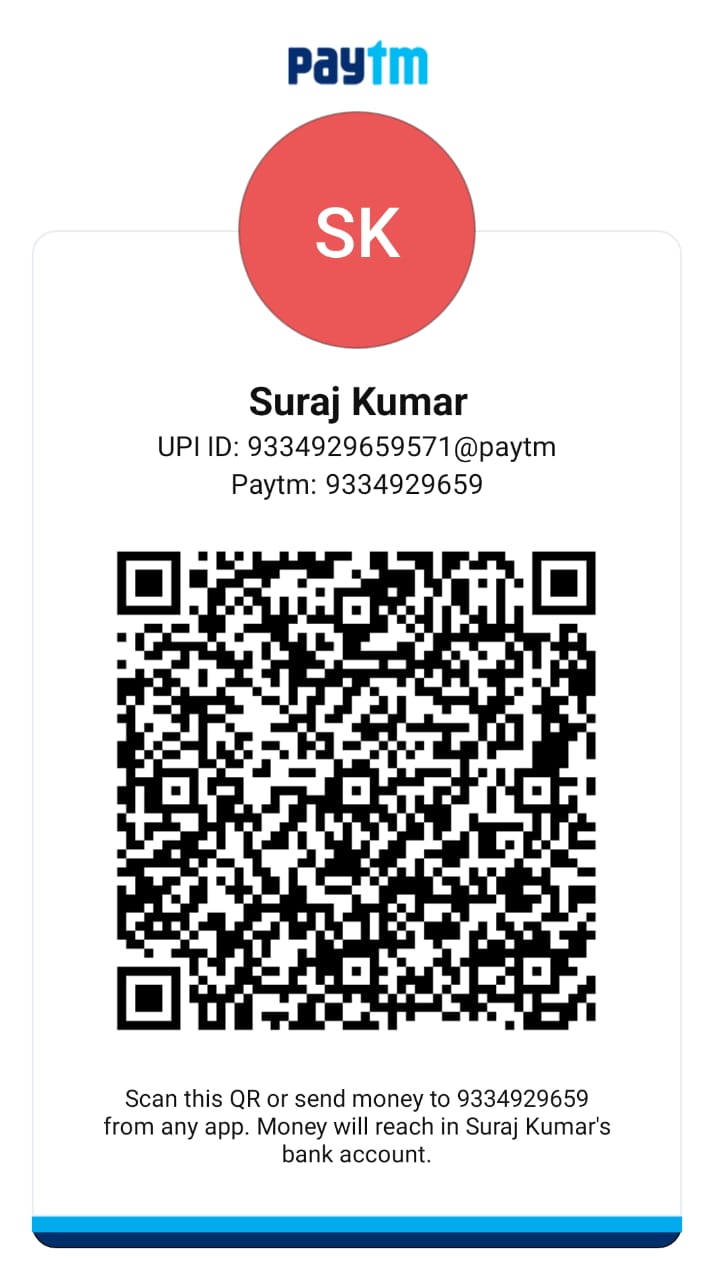 paytm
SK
Suraj Kumar
UPI ID: 9334929659571@paytm
Paytm: 9334929659
Scan this QR or send money to 9334929659
from any app. Money will reach in Suraj Kumar's
bank account.